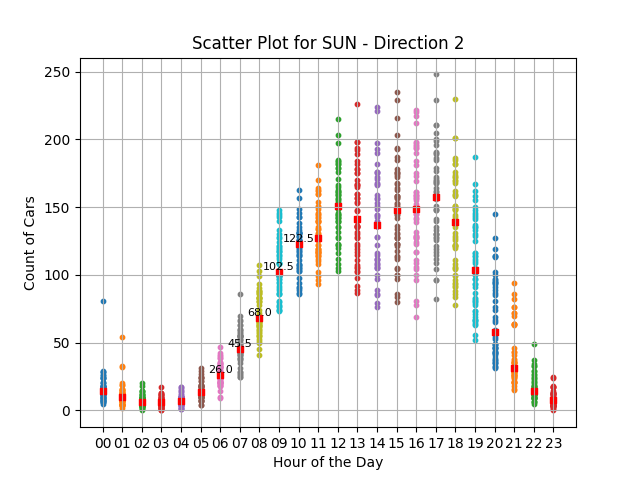 Scatter Plot for SUN - Direction 2
Count of Cars
250
200
150
100
50
0
122.5
102.5
68.0
45.5
26.0
00 01 02 03 04 05 06 07 08 09 10 11 12 13 14 15 16 17 18 19 20 21 22 23
Hour of the Day